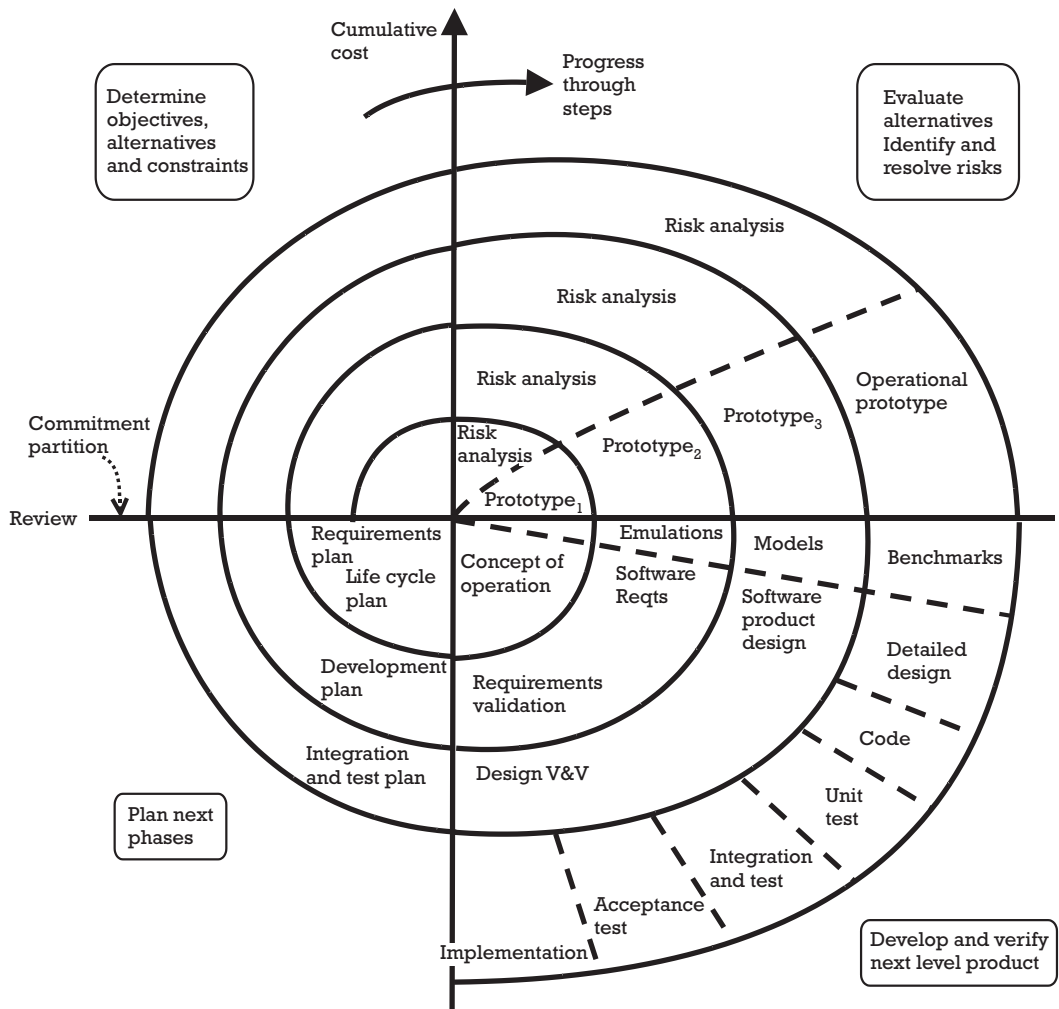 Cumulative
cost
Progress
through
steps
Determine
objectives,
alternatives
and constraints
Evaluate
alternatives
Identify and
resolve risks
Risk analysis
Risk analysis
Risk analysis
Risk
analysis
Operational
prototype
Prototype3
Prototype2
Prototype1
Commitment
partition
Review
Requirements
plan
Life cycle
plan
Concept of
operation
Emulations
Models
Benchmarks
Software
Reqts
Software
product
design
Detailed
design
Development
plan
Requirements
validation
Code
Integration
and test plan
Design V&V
Unit
test
Plan next
phases
Integration
and test
Acceptance
test
Implementation
Develop and verify
next level product